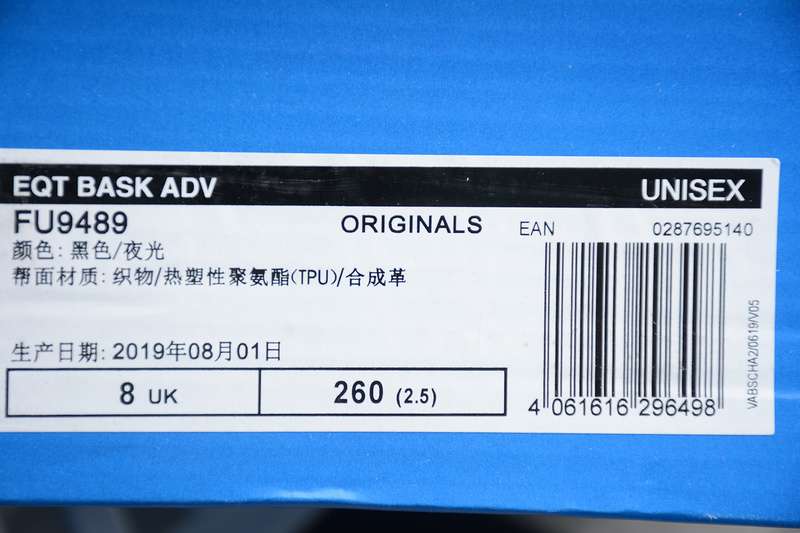 EQT BASK ADV UNISEX
FU9489 ORIGINALS EAN 0287695140
颜色: 黑色/夜光
帮面材质: 织物/热塑性聚氨酯(TPU)/合成革
生产日期: 2019年08月01日
8 UK 260 (2.5)
4 061616 296498
VABSCHA2/0619/V05